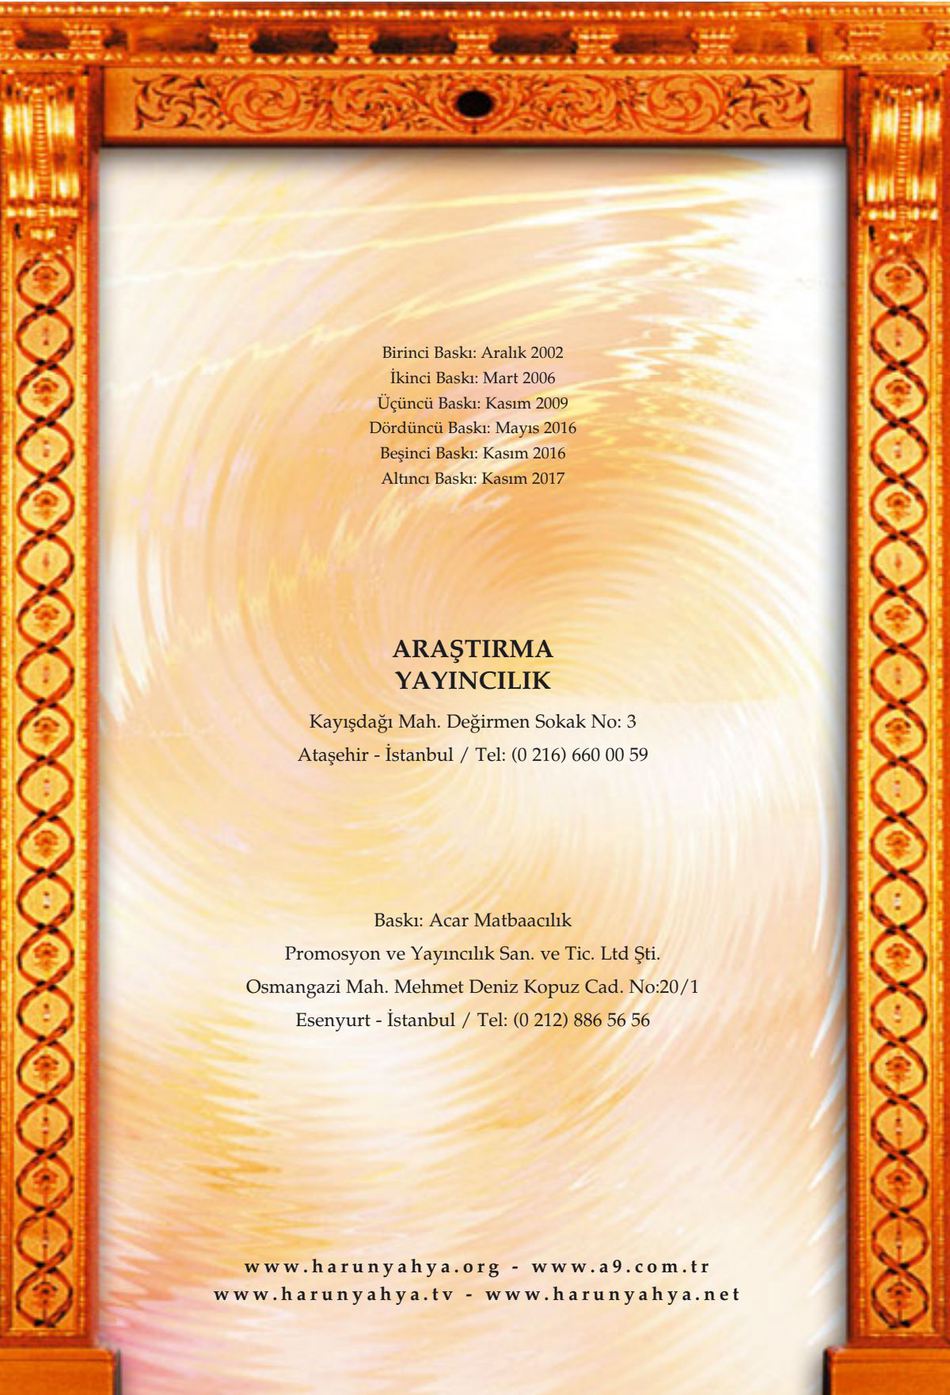 Birinci Baskı: Aralık 2002
İkinci Baskı: Mart 2006
Üçüncü Baskı: Kasım 2009
Dördüncü Baskı: Mayıs 2016
Beşinci Baskı: Kasım 2016
Altıncı Baskı: Kasım 2017
ARAŞTIRMA
YAYINCILIK
Kayışdağı Mah. Değirmen Sokak No: 3
Ataşehir - İstanbul / Tel: (0 216) 660 00 59
Baskı: Acar Matbaacılık
Promosyon ve Yayıncılık San. ve Tic. Ltd Şti.
Osmangazi Mah. Mehmet Deniz Kopuz Cad. No:20/1
Esenyurt - İstanbul / Tel: (0 212) 886 56 56
www.harunyahya.org - www.a9.com.tr
www.harunyahya.tv - www.harunyahya.net